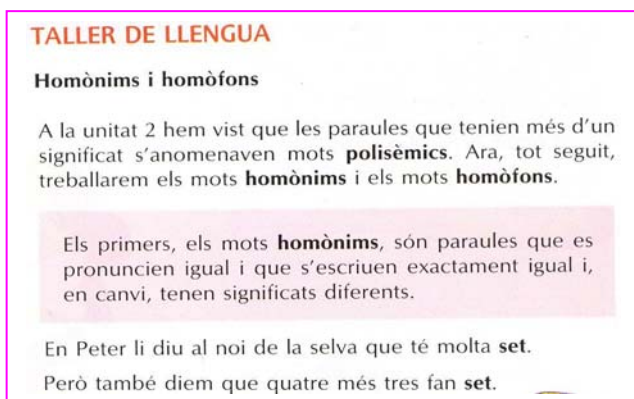 TALLER DE LLENGUA
Homònims i homòfons
A la unitat 2 hem vist que les paraules que tenien més d'un
significat s'anomenaven mots polisèmics. Ara, tot seguit,
treballarem els mots homònims i els mots homòfons.
Els primers, els mots homònims, són paraules que es
pronuncien igual i que s'escriuen exactament igual i,
en canvi, tenen significats diferents.
En Peter li diu al noi de la selva que té molta set.
Però també diem que quatre més tres fan set.